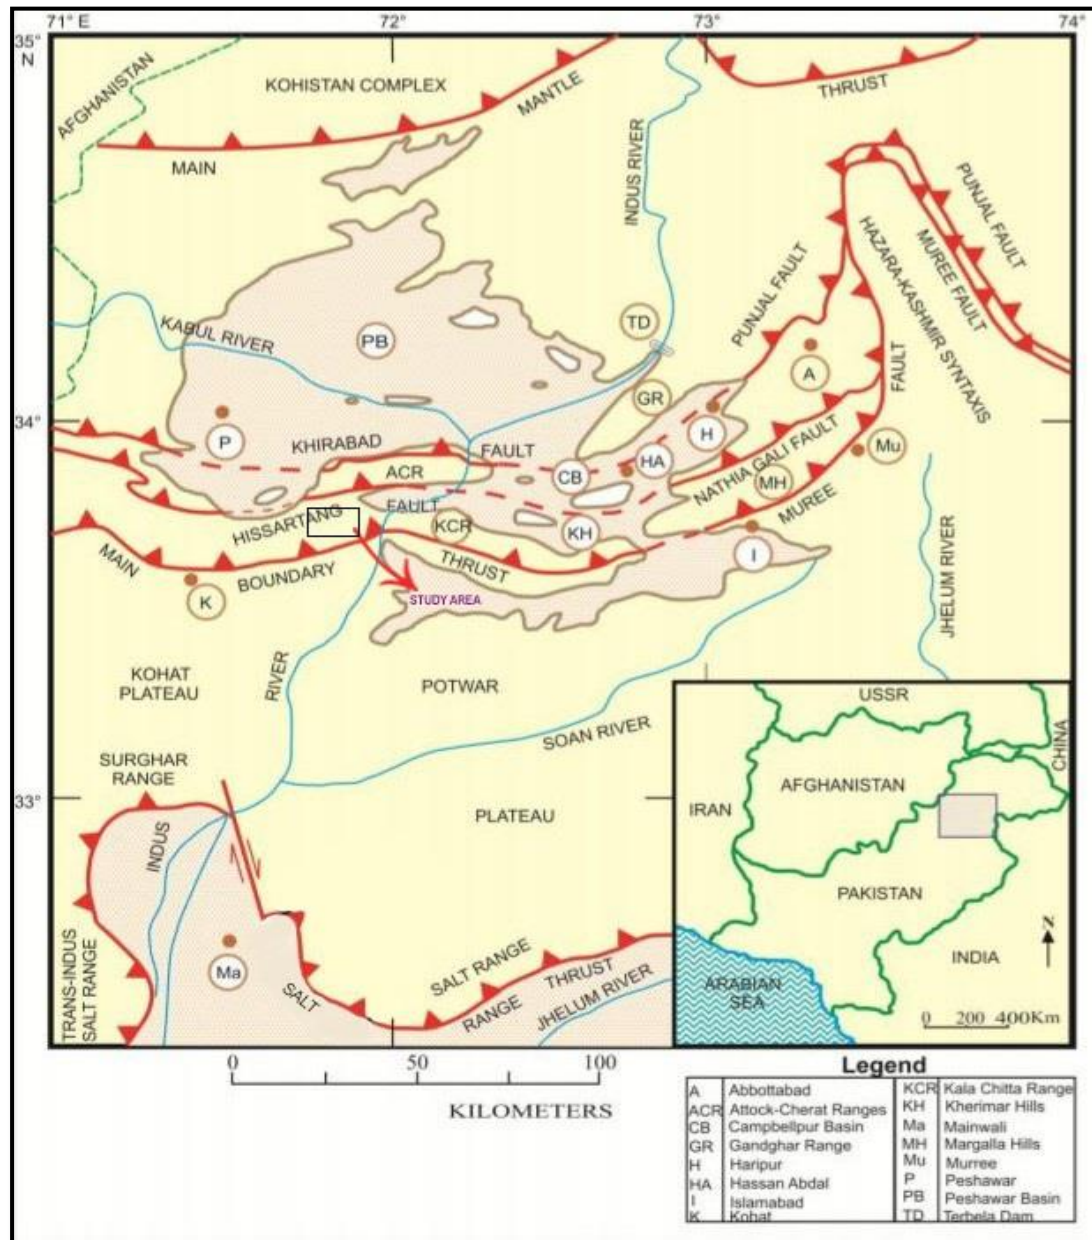 71° E
72°
73°
74°
35°
N
AFGHANISTAN
KOHISTAN COMPLEX
MAIN
MANTLE
THRUST
INDUS RIVER
PUNJAL FAULT
MUREE FAULT
HAZARA-KASHMIR SYNTAXIS
PUNJAL FAULT
KABUL RIVER
PB
TD
A
GR
34°
P
KHIRABAD
FAULT
H
FAULT
ACR
CB
HA
NATHIA GALI FAULT
Mu
MH
HISSARTANG
FAULT
KCR
KH
MUREE
I
MAIN
BOUNDARY
THRUST
K
STUDY AREA
JHELUM RIVER
KOHAT
PLATEAU
RIVER
POTWAR
SOAN RIVER
SURGHAR
RANGE
33°
PLATEAU
INDUS
TRANS-INDUS
SALT RANGE
Ma
SALT
SALT RANGE
RANGE
THRUST
JHELUM RIVER
USSR
CHINA
AFGHANISTAN
IRAN
PAKISTAN
INDIA
N
ARABIAN
SEA
0 200 400Km
0 50 100
KILOMETERS
Legend
A Abbottabad
ACR Attock-Cherat Ranges
CB Campbellpur Basin
GR Gandghar Range
H Haripur
HA Hassan Abdal
I Islamabad
K Kohat
KCR Kala Chitta Range
KH Kherimar Hills
Ma Mainwali
MH Margalla Hills
Mu Murree
P Peshawar
PB Peshawar Basin
TD Terbela Dam